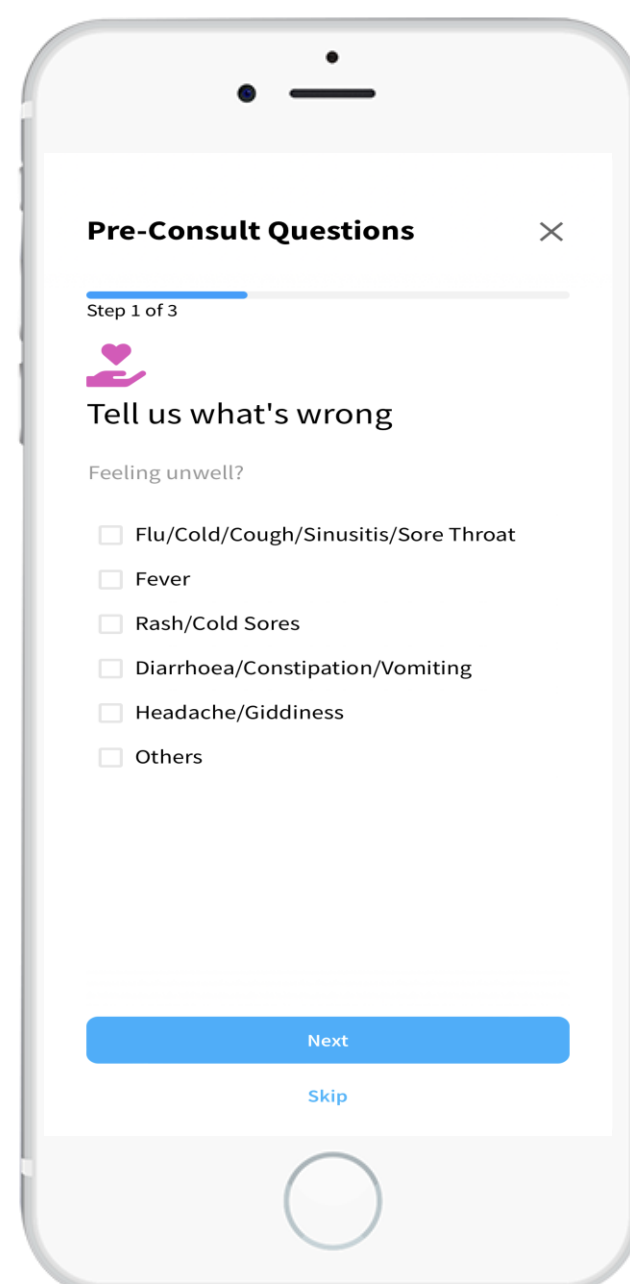 Pre-Consult Questions
Step 1 of 3
Tell us what's wrong
Feeling unwell?
Flu/Cold/Cough/Sinusitis/Sore Throat
Fever
Rash/Cold Sores
Diarrhoea/Constipation/Vomiting
Headache/Giddiness
Others
Next
Skip